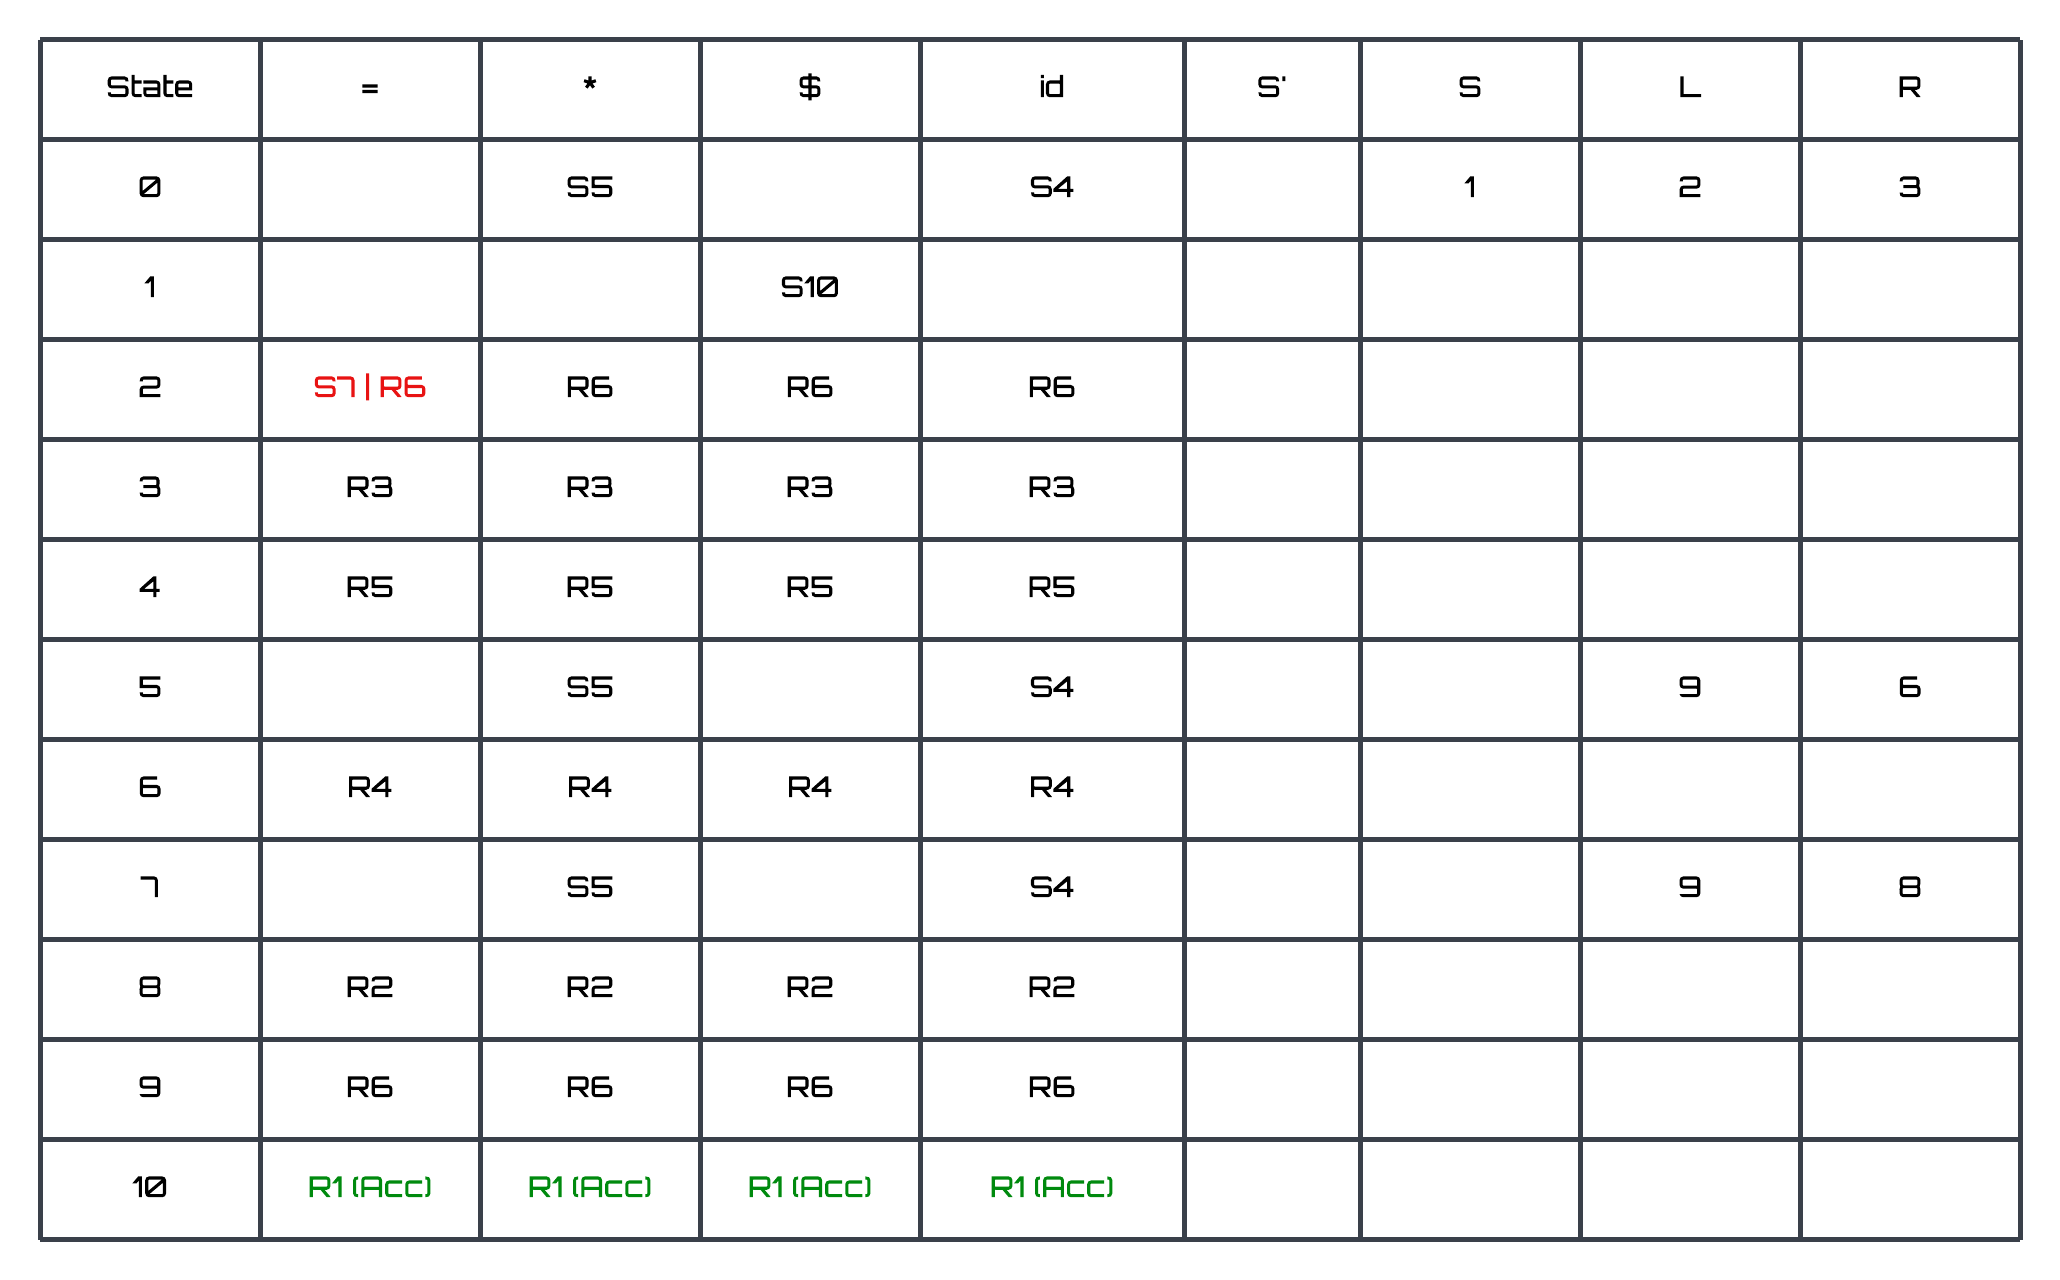 State = * $ id S' S L R
0 S5 S4 1 2 3
1 S10
2 S7 | R6 R6 R6 R6
3 R3 R3 R3 R3
4 R5 R5 R5 R5
5 S5 S4 9 6
6 R4 R4 R4 R4
7 S5 S4 9 8
8 R2 R2 R2 R2
9 R6 R6 R6 R6
10 R1 (Acc) R1 (Acc) R1 (Acc) R1 (Acc)